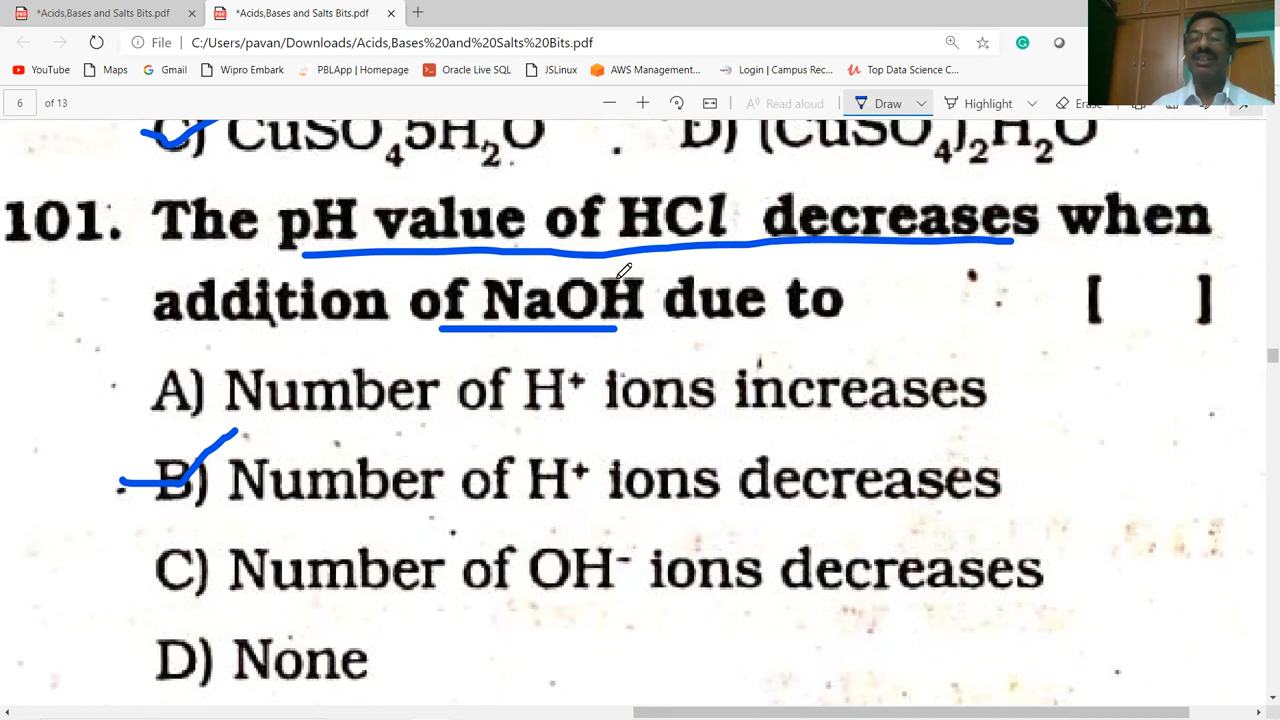 *Acids,Bases and Salts Bits.pdf
*Acids,Bases and Salts Bits.pdf
File C:/Users/pavan/Downloads/Acids,Bases%20and%20Salts%20Bits.pdf
YouTube Maps Gmail Wipro Embark PBLApp | Homepage Oracle Live SQL JSLinux AWS Management... Login | Campus Rec... Top Data Science C...
6 of 13 Read aloud Draw Highlight Erase
C) CuSO₄5H₂O D) (CuSO₄)₂H₂O
101. The pH value of HCl decreases when
addition of NaOH due to [ ]
A) Number of H⁺ ions increases
B) Number of H⁺ ions decreases
C) Number of OH⁻ ions decreases
D) None